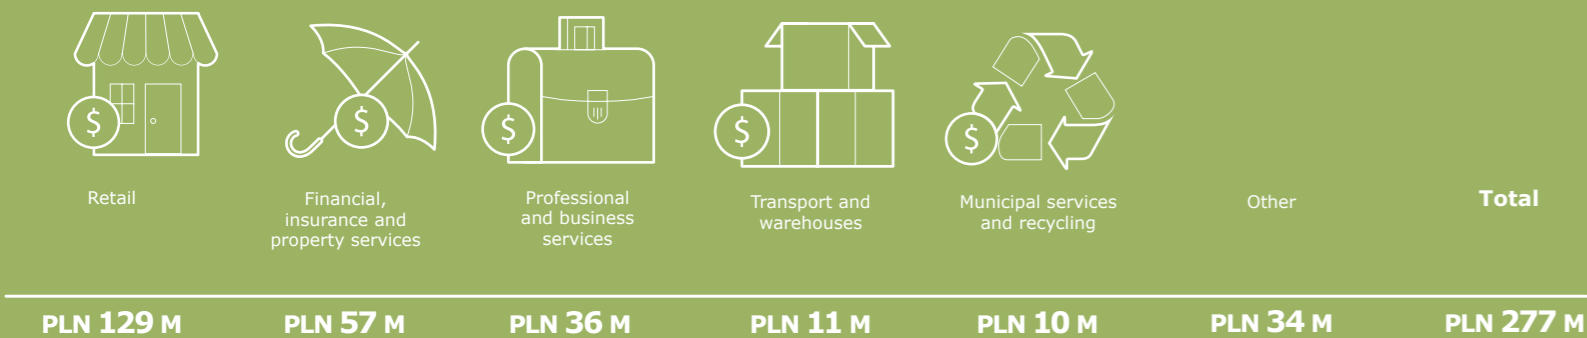 $
$
$
$
$
Retail
Financial,
insurance and
property services
Professional
and business
services
Transport and
warehouses
Municipal services
and recycling
Other
Total
PLN 129 M
PLN 57 M
PLN 36 M
PLN 11 M
PLN 10 M
PLN 34 M
PLN 277 M